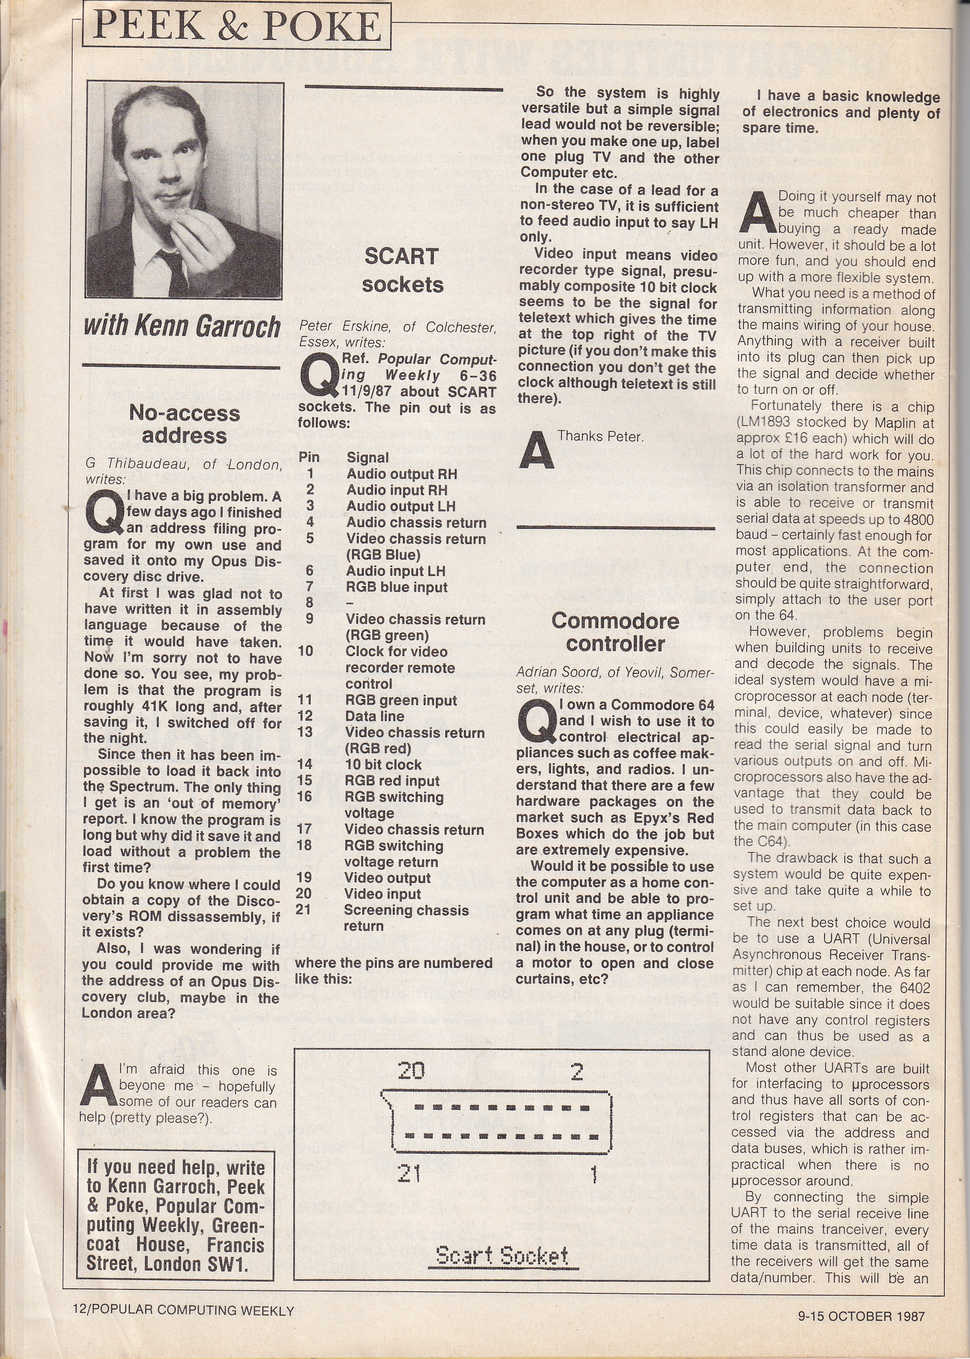 PEEK & POKE
with Kenn Garroch
No-access
address
G Thibaudeau, of London,
writes:
Q I have a big problem. A
few days ago I finished
an address filing pro-
gram for my own use and
saved it onto my Opus Dis-
covery disc drive.
At first I was glad not to
have written it in assembly
language because of the
time it would have taken.
Now I'm sorry not to have
done so. You see, my prob-
lem is that the program is
roughly 41K long and, after
saving it, I switched off for
the night.
Since then it has been im-
possible to load it back into
the Spectrum. The only thing
I get is an 'out of memory'
report. I know the program is
long but why did it save it and
load without a problem the
first time?
Do you know where I could
obtain a copy of the Disco-
very's ROM dissassembly, if
it exists?
Also, I was wondering if
you could provide me with
the address of an Opus Dis-
covery club, maybe in the
London area?
A I'm afraid this one is
beyone me – hopefully
some of our readers can
help (pretty please?).
If you need help, write
to Kenn Garroch, Peek
& Poke, Popular Com-
puting Weekly, Green-
coat House, Francis
Street, London SW1.
SCART
sockets
Peter Erskine, of Colchester,
Essex, writes:
Q Ref. Popular Comput-
ing Weekly 6–36
11/9/87 about SCART
sockets. The pin out is as
follows:
Pin Signal
1 Audio output RH
2 Audio input RH
3 Audio output LH
4 Audio chassis return
5 Video chassis return
(RGB Blue)
6 Audio input LH
7 RGB blue input
8 –
9 Video chassis return
(RGB green)
10 Clock for video
recorder remote
control
11 RGB green input
12 Data line
13 Video chassis return
(RGB red)
14 10 bit clock
15 RGB red input
16 RGB switching
voltage
17 Video chassis return
18 RGB switching
voltage return
19 Video output
20 Video input
21 Screening chassis
return
where the pins are numbered
like this:
20 2
21 1
Scart Socket
So the system is highly
versatile but a simple signal
lead would not be reversible;
when you make one up, label
one plug TV and the other
Computer etc.
In the case of a lead for a
non-stereo TV, it is sufficient
to feed audio input to say LH
only.
Video input means video
recorder type signal, presu-
mably composite 10 bit clock
seems to be the signal for
teletext which gives the time
at the top right of the TV
picture (if you don't make this
connection you don't get the
clock although teletext is still
there).
A Thanks Peter.
Commodore
controller
Adrian Soord, of Yeovil, Somer-
set, writes:
Q I own a Commodore 64
and I wish to use it to
control electrical ap-
pliances such as coffee mak-
ers, lights, and radios. I un-
derstand that there are a few
hardware packages on the
market such as Epyx's Red
Boxes which do the job but
are extremely expensive.
Would it be possible to use
the computer as a home con-
trol unit and be able to pro-
gram what time an appliance
comes on at any plug (termi-
nal) in the house, or to control
a motor to open and close
curtains, etc?
I have a basic knowledge
of electronics and plenty of
spare time.
A Doing it yourself may not
be much cheaper than
buying a ready made
unit. However, it should be a lot
more fun, and you should end
up with a more flexible system.
What you need is a method of
transmitting information along
the mains wiring of your house.
Anything with a receiver built
into its plug can then pick up
the signal and decide whether
to turn on or off.
Fortunately there is a chip
(LM1893 stocked by Maplin at
approx £16 each) which will do
a lot of the hard work for you.
This chip connects to the mains
via an isolation transformer and
is able to receive or transmit
serial data at speeds up to 4800
baud – certainly fast enough for
most applications. At the com-
puter end, the connection
should be quite straightforward,
simply attach to the user port
on the 64.
However, problems begin
when building units to receive
and decode the signals. The
ideal system would have a mi-
croprocessor at each node (ter-
minal, device, whatever) since
this could easily be made to
read the serial signal and turn
various outputs on and off. Mi-
croprocessors also have the ad-
vantage that they could be
used to transmit data back to
the main computer (in this case
the C64).
The drawback is that such a
system would be quite expen-
sive and take quite a while to
set up.
The next best choice would
be to use a UART (Universal
Asynchronous Receiver Trans-
mitter) chip at each node. As far
as I can remember, the 6402
would be suitable since it does
not have any control registers
and can thus be used as a
stand alone device.
Most other UARTs are built
for interfacing to µprocessors
and thus have all sorts of con-
trol registers that can be ac-
cessed via the address and
data buses, which is rather im-
practical when there is no
µprocessor around.
By connecting the simple
UART to the serial receive line
of the mains tranceiver, every
time data is transmitted, all of
the receivers will get the same
data/number. This will be an
12/POPULAR COMPUTING WEEKLY
9-15 OCTOBER 1987